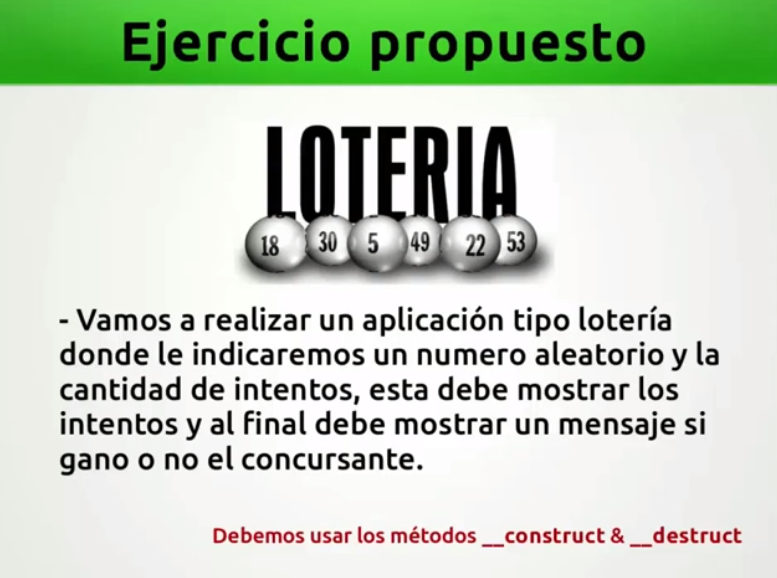 Ejercicio propuesto
LOTERIA
18 30 5 49 22 53
- Vamos a realizar un aplicación tipo lotería
donde le indicaremos un numero aleatorio y la
cantidad de intentos, esta debe mostrar los
intentos y al final debe mostrar un mensaje si
gano o no el concursante.
Debemos usar los métodos __construct & __destruct